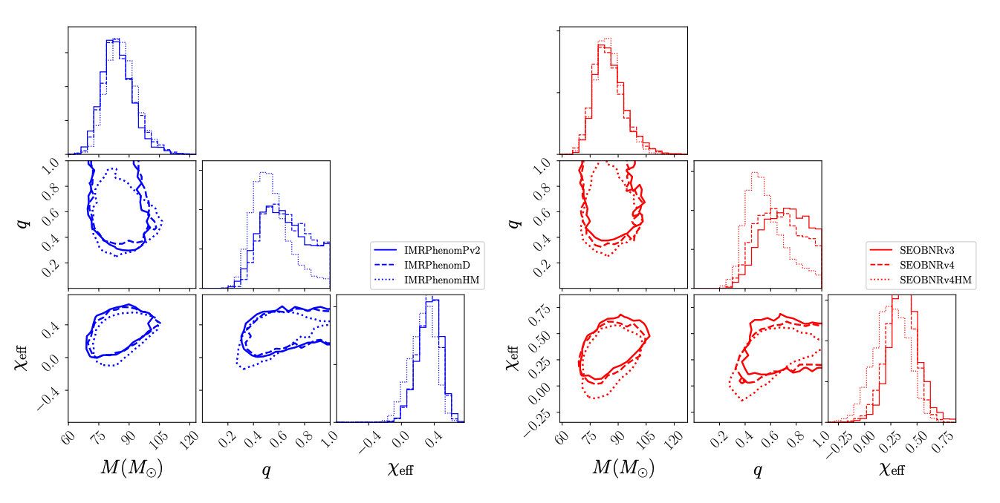 1.0
0.8
0.6
0.4
0.2
q
IMRPhenomPv2
IMRPhenomD
IMRPhenomHM
0.4
0.0
−0.4
χeff
60 75 90 105 120
0.2 0.4 0.6 0.8 1.0
−0.4 0.0 0.4
M(M⊙) q χeff
1.0
0.8
0.6
0.4
0.2
q
SEOBNRv3
SEOBNRv4
SEOBNRv4HM
0.75
0.50
0.25
0.00
−0.25
χeff
60 75 90 105 120
0.2 0.4 0.6 0.8 1.0
−0.25 0.00 0.25 0.50 0.75
M(M⊙) q χeff